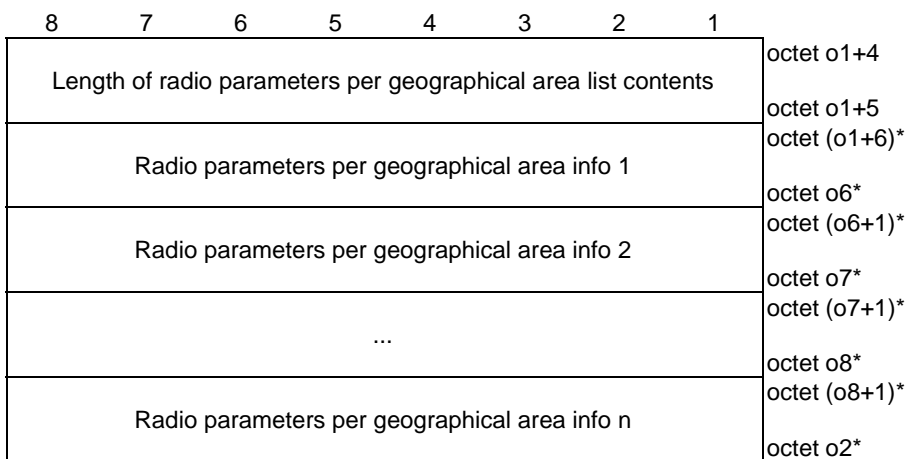 8 7 6 5 4 3 2 1
octet o1+4
Length of radio parameters per geographical area list contents
octet o1+5
octet (o1+6)*
Radio parameters per geographical area info 1
octet o6*
octet (o6+1)*
Radio parameters per geographical area info 2
octet o7*
octet (o7+1)*
...
octet o8*
octet (o8+1)*
Radio parameters per geographical area info n
octet o2*